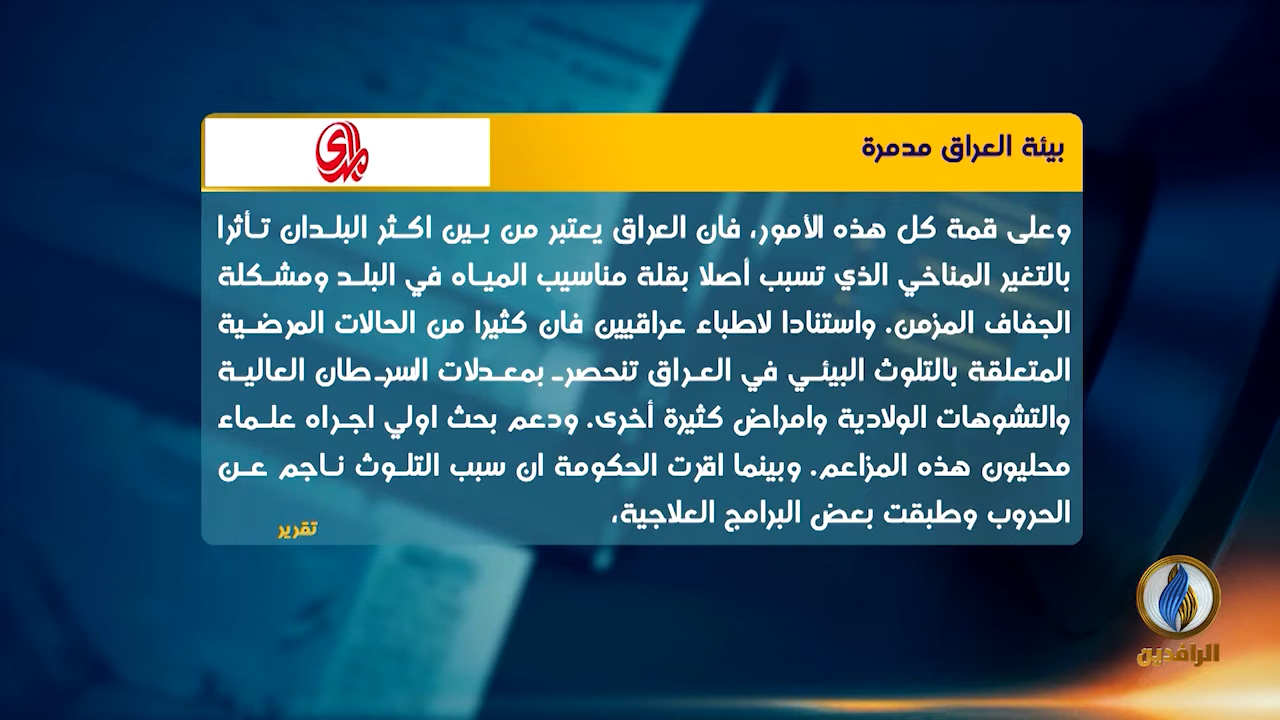 بيئة العراق مدمرة
المدى
وعلى قمة كل هذه الأمور، فان العراق يعتبر من بين اكثر البلدان تأثرا
بالتغير المناخي الذي تسبب أصلا بقلة مناسيب المياه في البلد ومشكلة
الجفاف المزمن. واستنادا لاطباء عراقيين فان كثيرا من الحالات المرضية
المتعلقة بالتلوث البيئي في العراق تنحصر بمعدلات السرطان العالية
والتشوهات الولادية وامراض كثيرة أخرى. ودعم بحث اولي اجراه علماء
محليون هذه المزاعم. وبينما اقرت الحكومة ان سبب التلوث ناجم عن
الحروب وطبقت بعض البرامج العلاجية،
تقرير
الرافدين